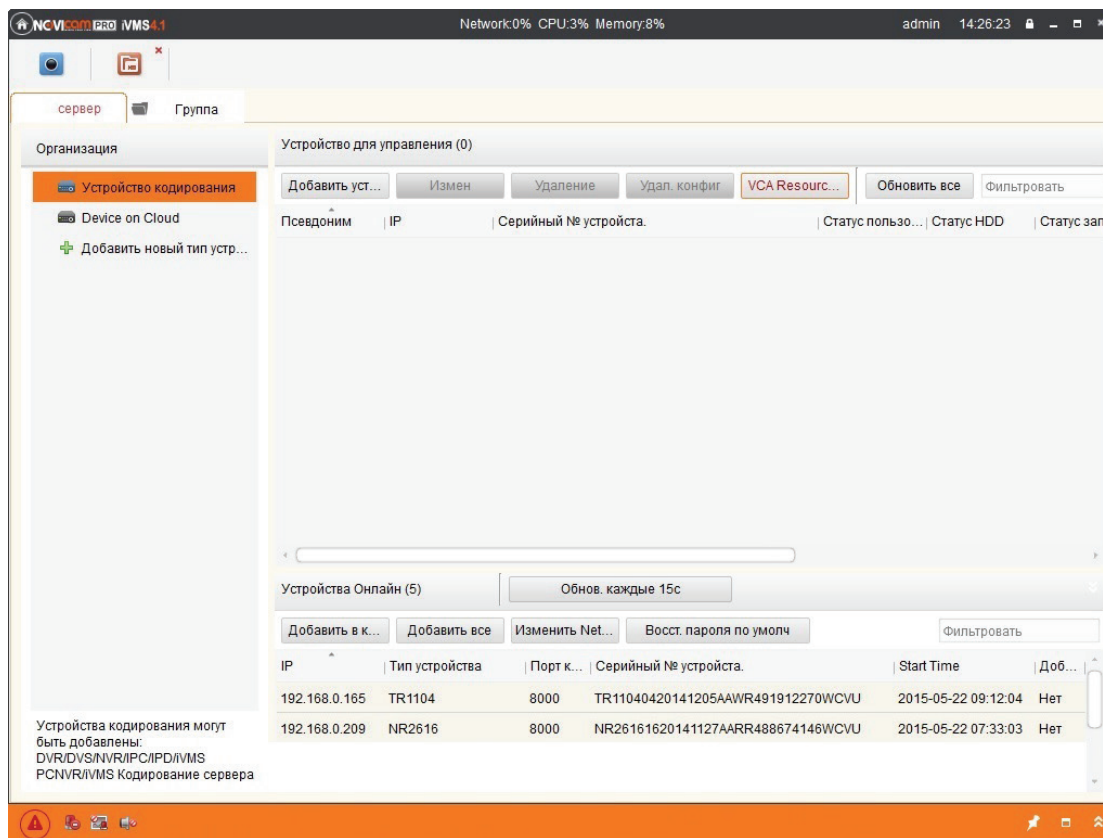 NOVIcom PRO iVMS4.1 Network:0% CPU:3% Memory:8% admin 14:26:23
сервер Группа
Организация
Устройство кодирования
Device on Cloud
Добавить новый тип устр...
Устройство для управления (0)
Добавить уст... Измен Удаление Удал. конфиг VCA Resourc... Обновить все Фильтровать
Псевдоним IP Серийный № устройста. Статус пользо... Статус HDD Статус зап
Устройства Онлайн (5) Обнов. каждые 15с
Добавить в к... Добавить все Изменить Net... Восст. пароля по умолч Фильтровать
IP Тип устройства Порт к... Серийный № устройста. Start Time Доб...
192.168.0.165 TR1104 8000 TR11040420141205AAWR491912270WCVU 2015-05-22 09:12:04 Нет
192.168.0.209 NR2616 8000 NR26161620141127AARR488674146WCVU 2015-05-22 07:33:03 Нет
Устройства кодирования могут
быть добавлены:
DVR/DVS/NVR/IPC/IPD/iVMS
PCNVR/iVMS Кодирование сервера